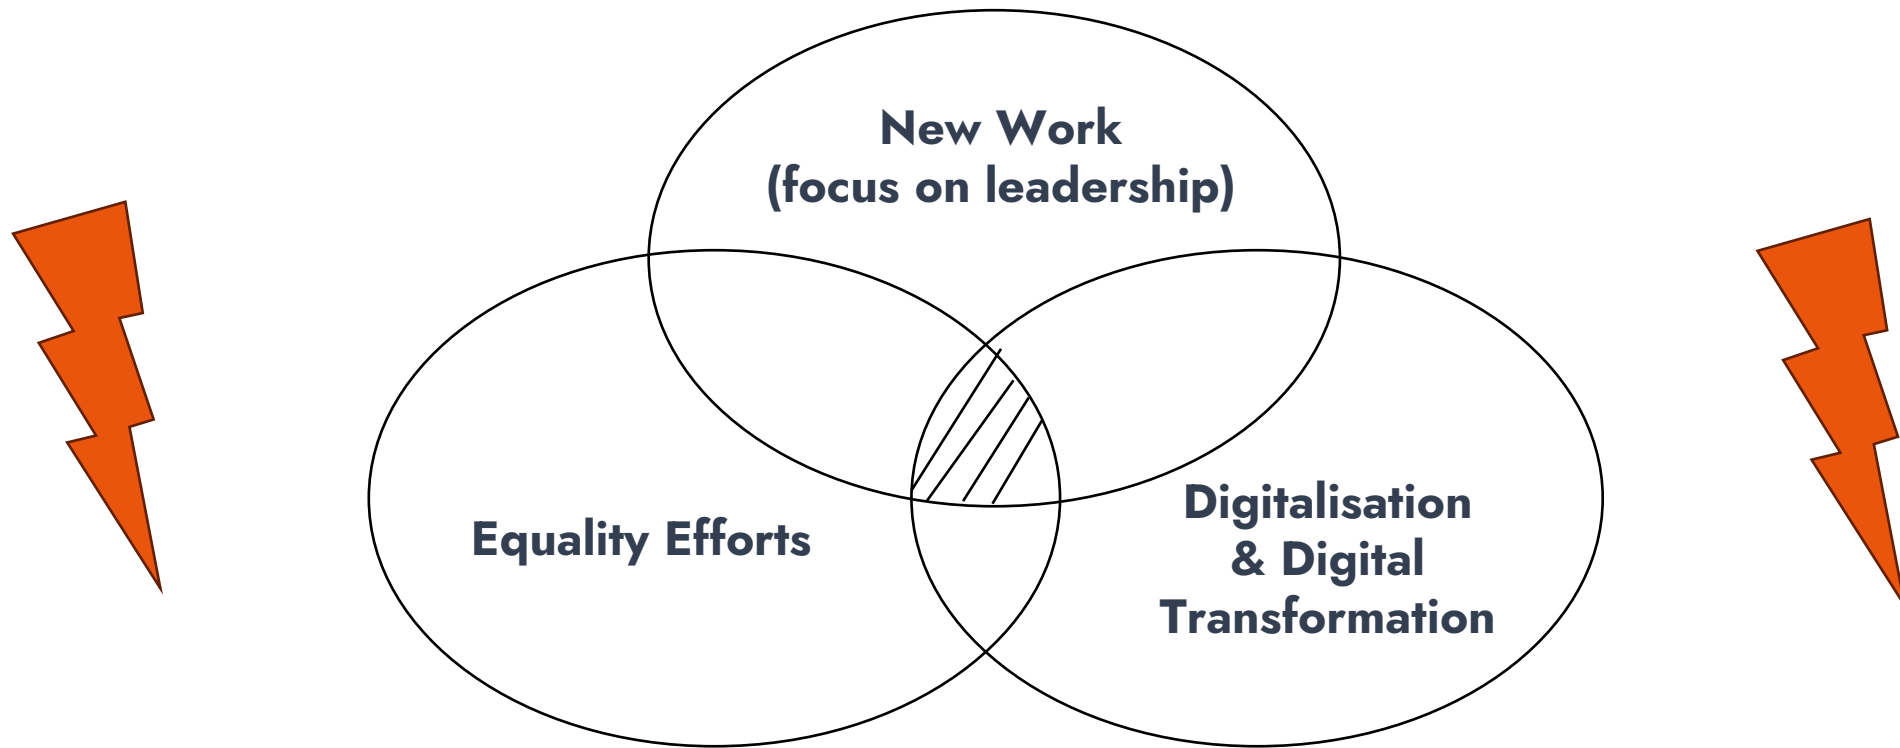 New Work
(focus on leadership)
Equality Efforts
Digitalisation
& Digital
Transformation